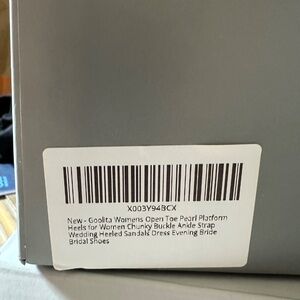 X003Y94BCX
New - Goolita Womens Open Toe Pearl Platform
Heels for Women Chunky Buckle Ankle Strap
Wedding Heeled Sandals Dress Evening Bride
Bridal Shoes